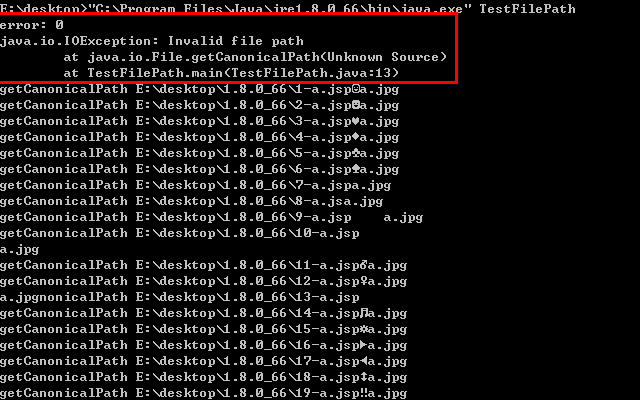 E:\desktop>"C:\Program Files\Java\jre1.8.0_66\bin\java.exe" TestFilePath
error: 0
java.io.IOException: Invalid file path
        at java.io.File.getCanonicalPath(Unknown Source)
        at TestFilePath.main(TestFilePath.java:13)
getCanonicalPath E:\desktop\1.8.0_66\1-a.jsp☺a.jpg
getCanonicalPath E:\desktop\1.8.0_66\2-a.jsp☻a.jpg
getCanonicalPath E:\desktop\1.8.0_66\3-a.jsp♥a.jpg
getCanonicalPath E:\desktop\1.8.0_66\4-a.jsp♦a.jpg
getCanonicalPath E:\desktop\1.8.0_66\5-a.jsp♣a.jpg
getCanonicalPath E:\desktop\1.8.0_66\6-a.jsp♠a.jpg
getCanonicalPath E:\desktop\1.8.0_66\7-a.jspa.jpg
getCanonicalPath E:\desktop\1.8.0_66\8-a.jsa.jpg
getCanonicalPath E:\desktop\1.8.0_66\9-a.jsp    a.jpg
getCanonicalPath E:\desktop\1.8.0_66\10-a.jsp
a.jpg
getCanonicalPath E:\desktop\1.8.0_66\11-a.jsp♂a.jpg
getCanonicalPath E:\desktop\1.8.0_66\12-a.jsp♀a.jpg
a.jpgnonicalPath E:\desktop\1.8.0_66\13-a.jsp
getCanonicalPath E:\desktop\1.8.0_66\14-a.jsp♫a.jpg
getCanonicalPath E:\desktop\1.8.0_66\15-a.jsp☼a.jpg
getCanonicalPath E:\desktop\1.8.0_66\16-a.jsp►a.jpg
getCanonicalPath E:\desktop\1.8.0_66\17-a.jsp◄a.jpg
getCanonicalPath E:\desktop\1.8.0_66\18-a.jsp↕a.jpg
getCanonicalPath E:\desktop\1.8.0_66\19-a.jsp‼a.jpg